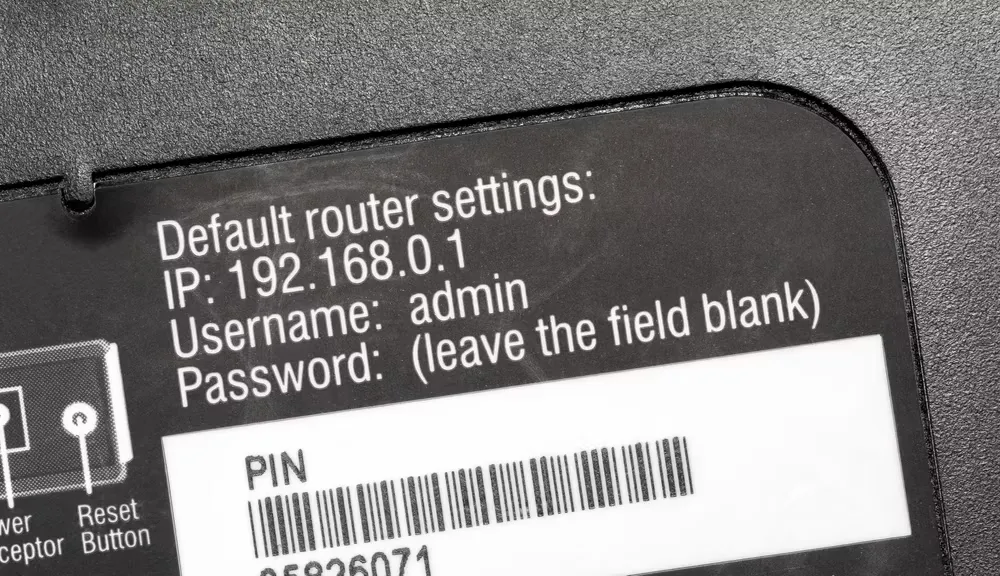 Default router settings:
IP: 192.168.0.1
Username: admin
Password: (leave the field blank)
PIN
Reset
Button